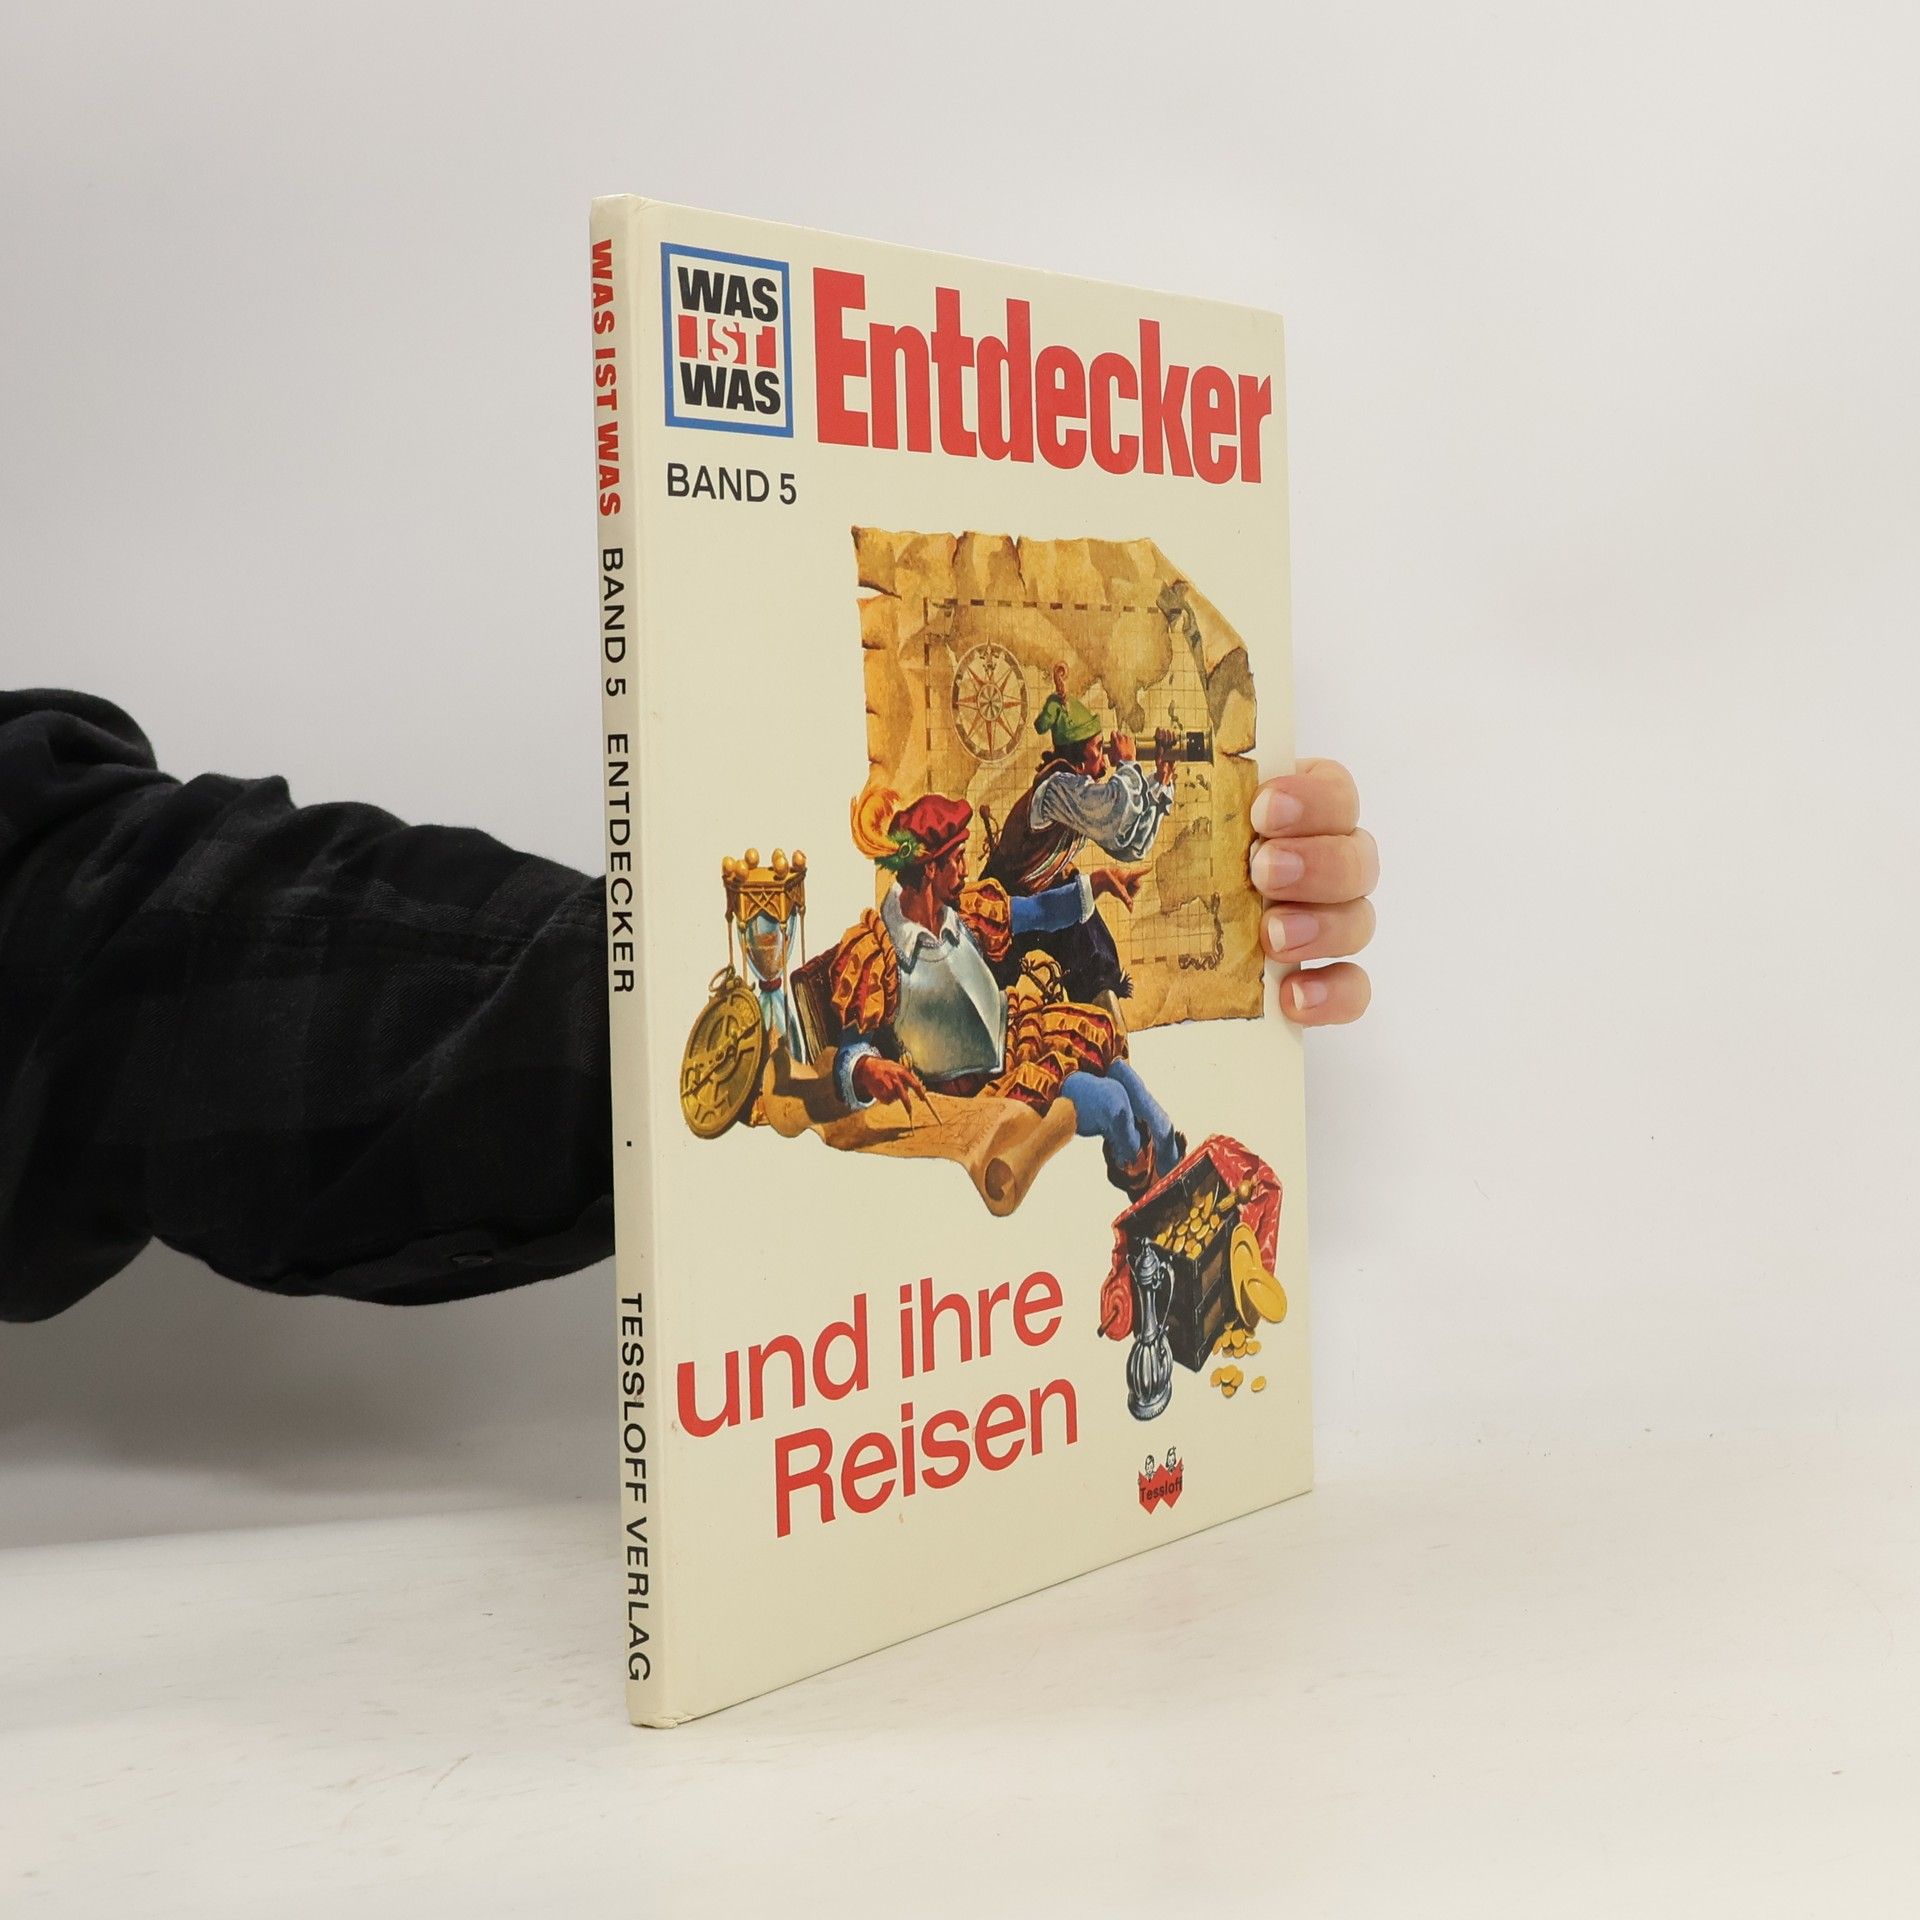 WAS IST WAS BAND 5 ENTDECKER · TESSLOFF VERLAG
WAS
IST
WAS
Entdecker
BAND 5
und ihre
Reisen
Tessloff